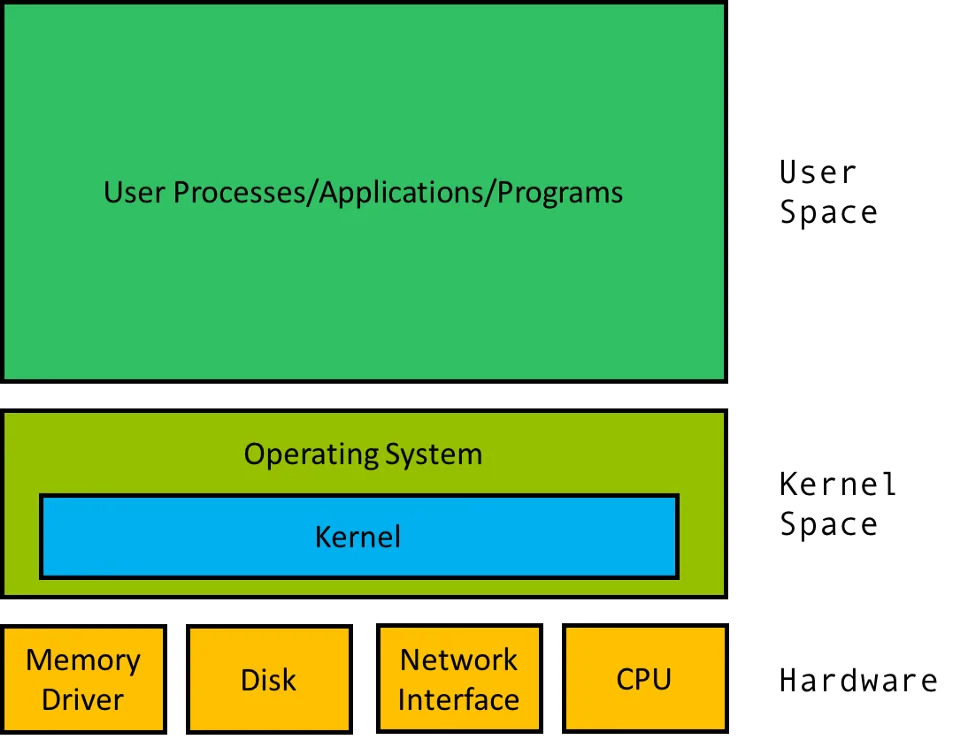 User Processes/Applications/Programs
User
Space
Operating System
Kernel
Kernel
Space
Memory
Driver
Disk
Network
Interface
CPU
Hardware